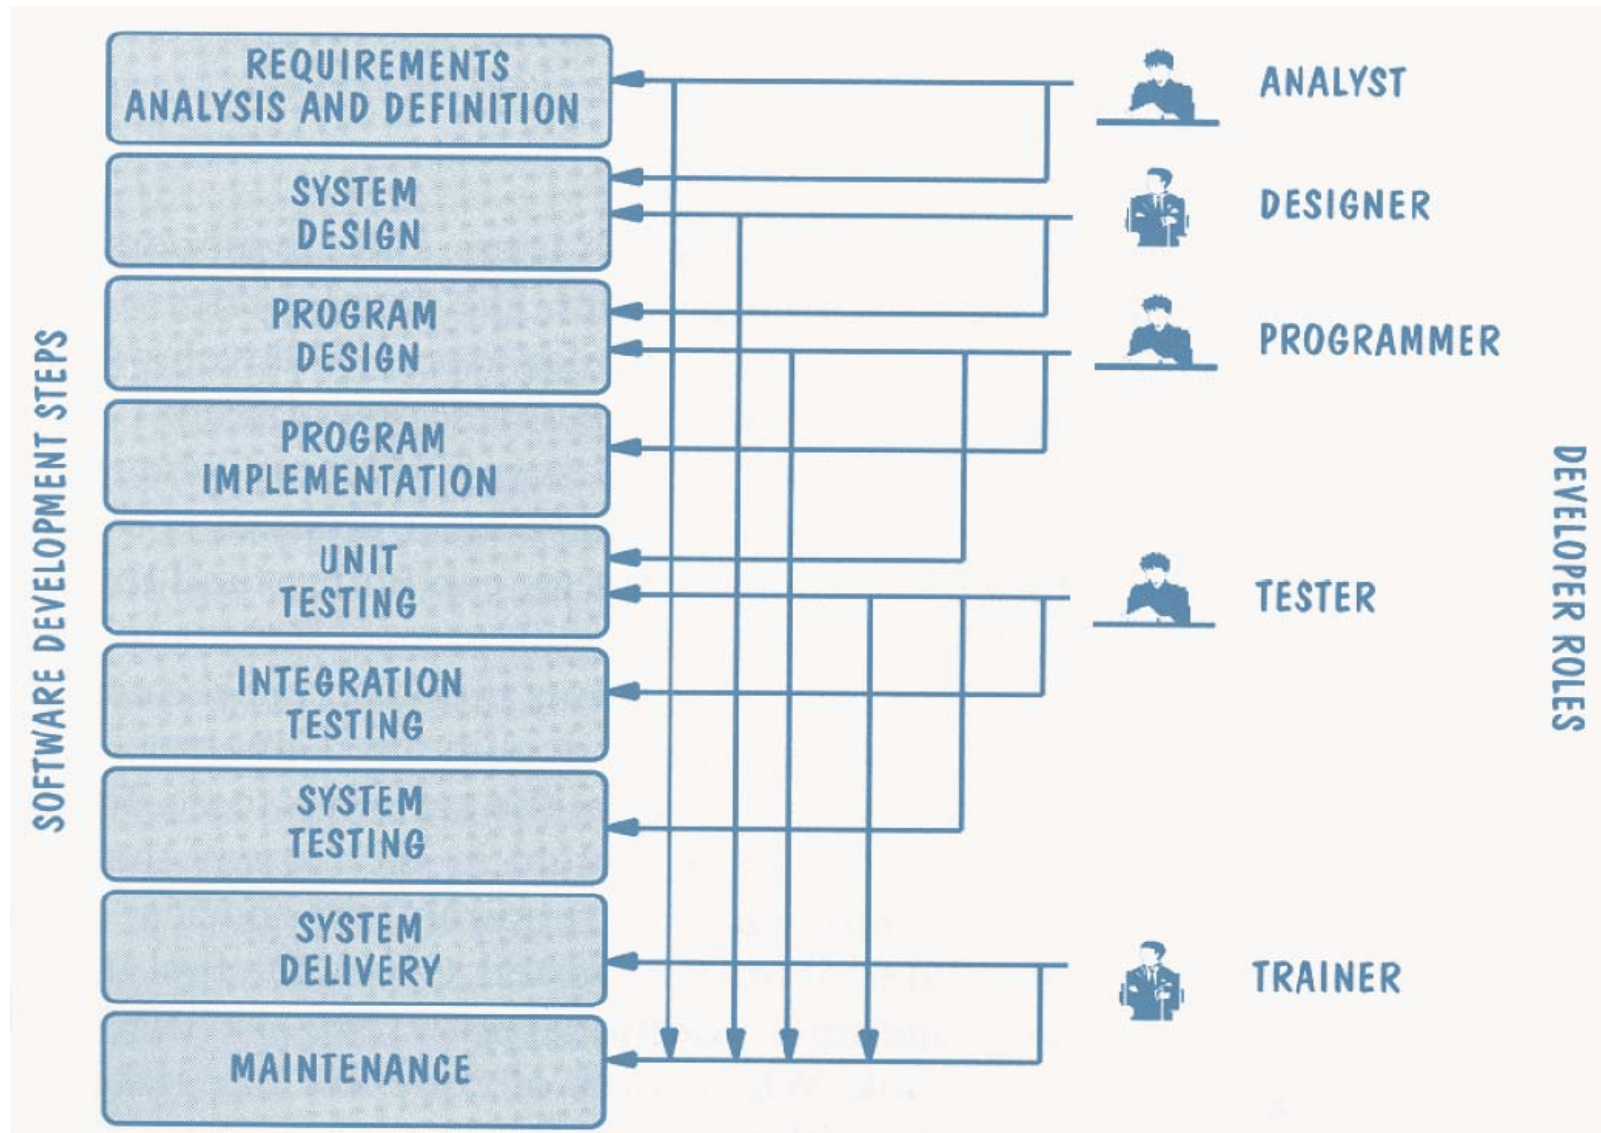 SOFTWARE DEVELOPMENT STEPS
REQUIREMENTS
ANALYSIS AND DEFINITION
SYSTEM
DESIGN
PROGRAM
DESIGN
PROGRAM
IMPLEMENTATION
UNIT
TESTING
INTEGRATION
TESTING
SYSTEM
TESTING
SYSTEM
DELIVERY
MAINTENANCE
ANALYST
DESIGNER
PROGRAMMER
TESTER
TRAINER
DEVELOPER ROLES